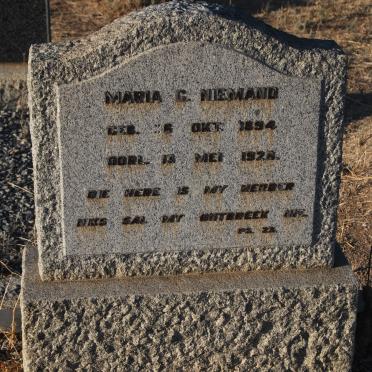 MARIA C. NIEMAND
GEB. 6 OKT. 1894
OORL. 13 MEI 1928.
DIE HERE IS MY HERDER
NIKS SAL MY ONTBREEK NIE.
PS. 23.